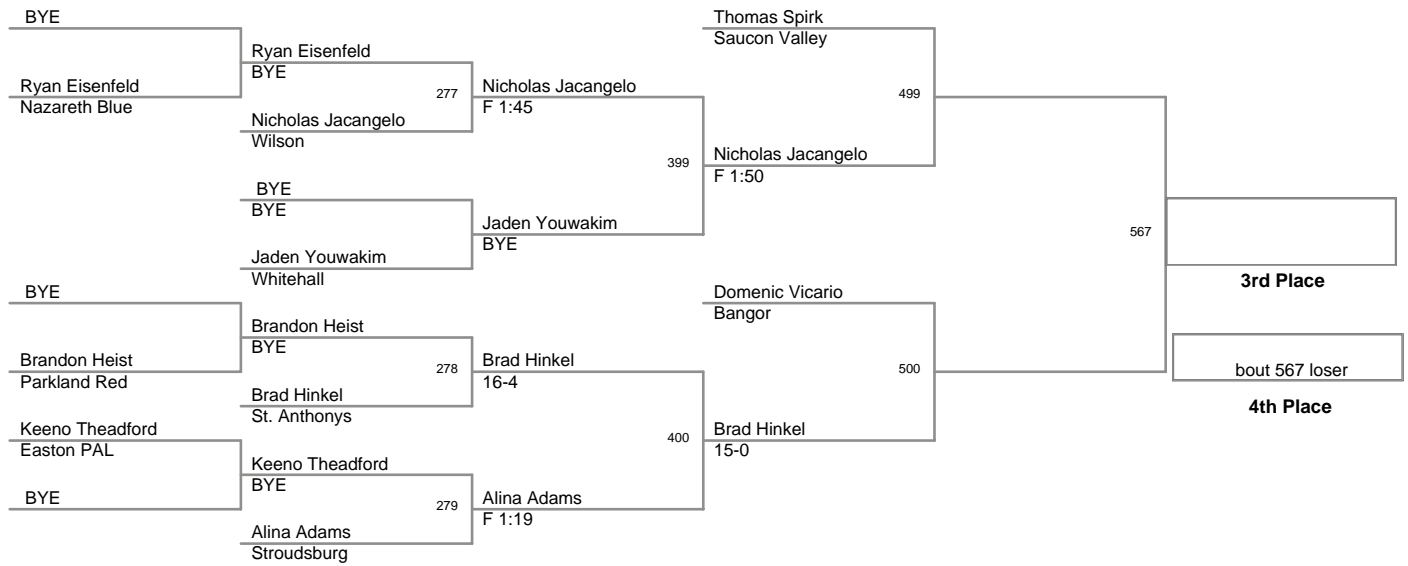 BYE
Ryan Eisenfeld
Nazareth Blue
BYE
Brandon Heist
Parkland Red
Keeno Theadford
Easton PAL
BYE
Ryan Eisenfeld
BYE
277
Nicholas Jacangelo
Wilson
BYE
BYE
Jaden Youwakim
Whitehall
Brandon Heist
BYE
278
Brad Hinkel
St. Anthonys
Keeno Theadford
BYE
279
Alina Adams
Stroudsburg
Nicholas Jacangelo
F 1:45
399
Jaden Youwakim
BYE
Brad Hinkel
16-4
400
Alina Adams
F 1:19
Thomas Spirk
Saucon Valley
499
Nicholas Jacangelo
F 1:50
Domenic Vicario
Bangor
500
Brad Hinkel
15-0
567
3rd Place
bout 567 loser
4th Place